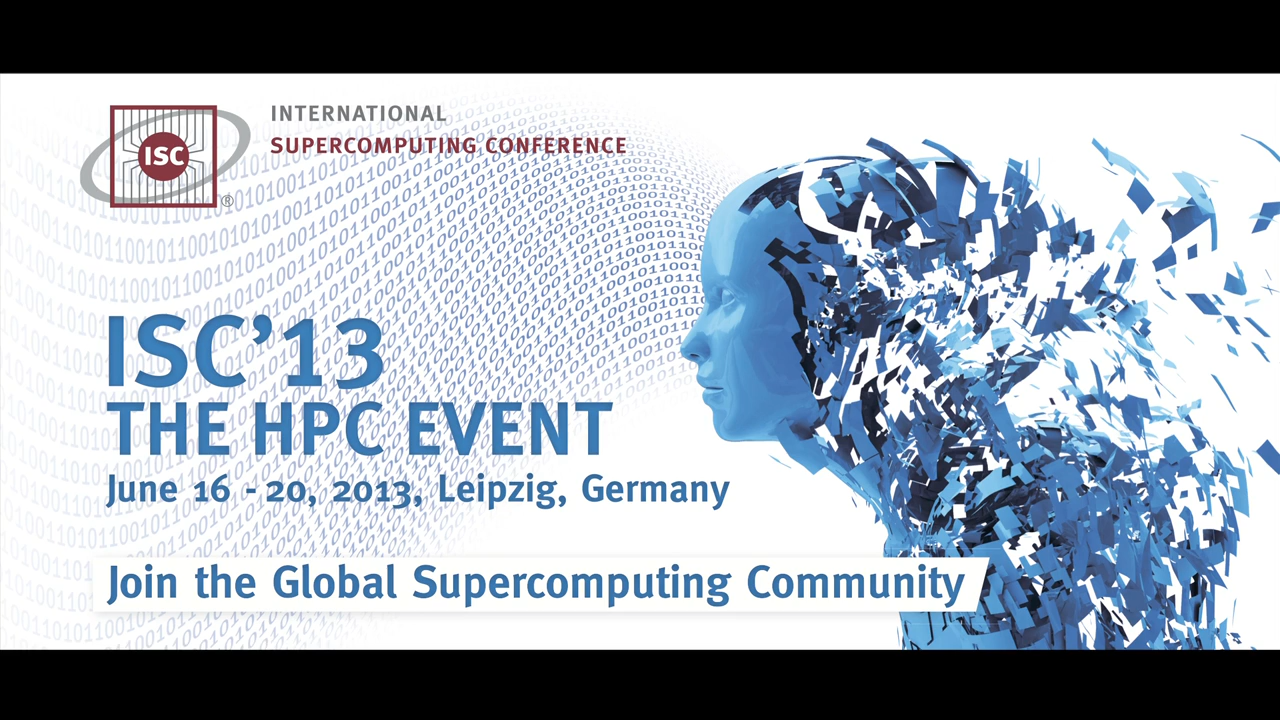 ISC
®
INTERNATIONAL
SUPERCOMPUTING CONFERENCE
ISC’13
THE HPC EVENT
June 16 - 20, 2013, Leipzig, Germany
Join the Global Supercomputing Community